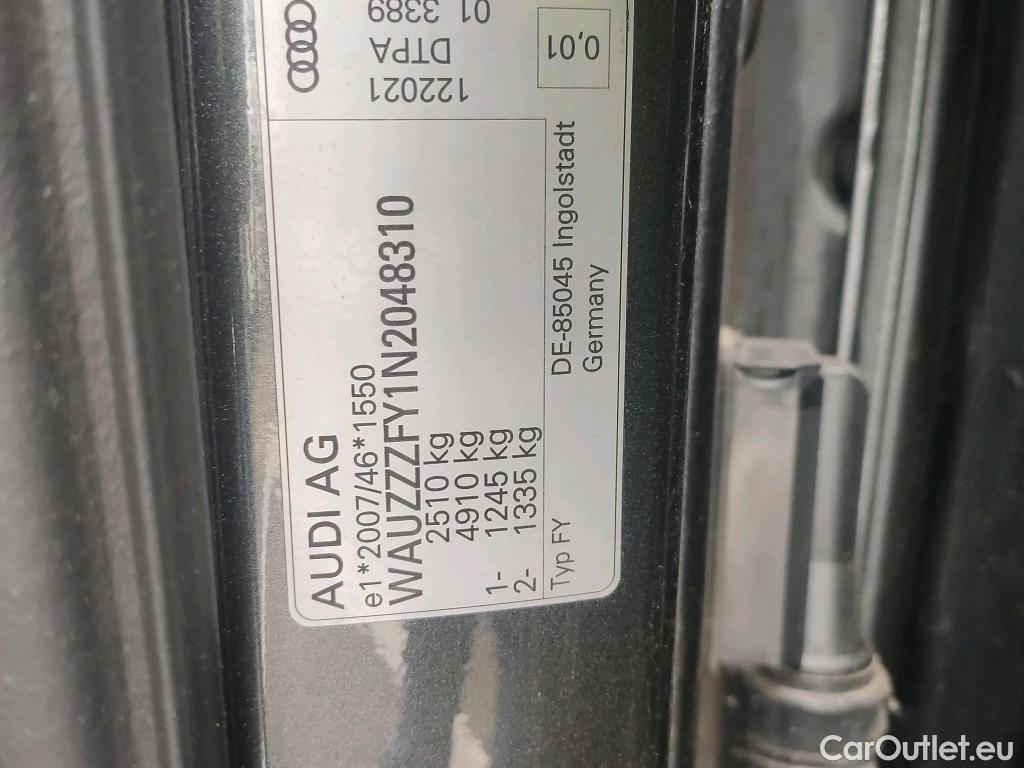 AUDI AG
e1*2007/46*1550
WAUZZZFY1N2048310
2510 kg
4910 kg
1- 1245 kg
2- 1335 kg
Typ FY
DE-85045 Ingolstadt
Germany
122021
DTPA
01 3389
0,01
CarOutlet.eu